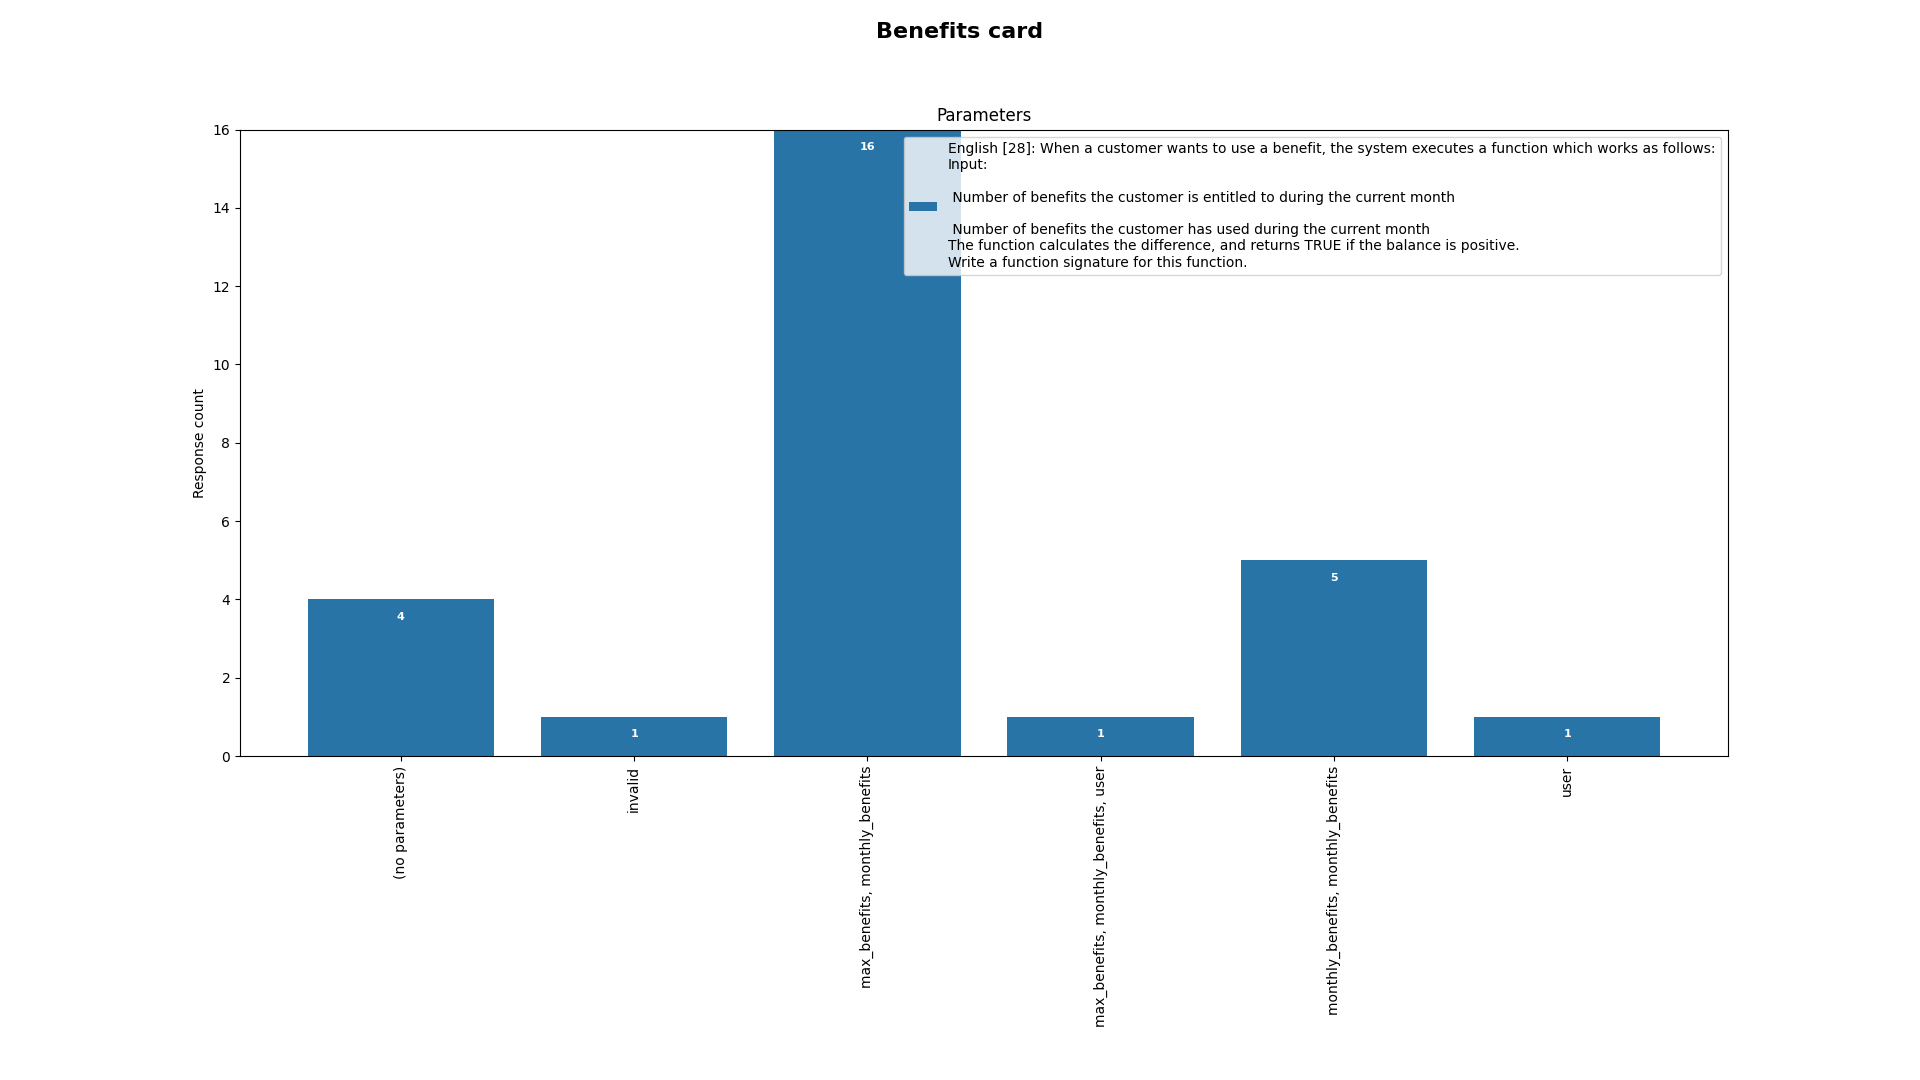 Benefits card
Parameters
16
14
12
10
8
6
4
2
0
Response count
English [28]: When a customer wants to use a benefit, the system executes a function which works as follows:
Input:
Number of benefits the customer is entitled to during the current month
Number of benefits the customer has used during the current month
The function calculates the difference, and returns TRUE if the balance is positive.
Write a function signature for this function.
4
1
16
1
5
1
(no parameters)
invalid
max_benefits, monthly_benefits
max_benefits, monthly_benefits, user
monthly_benefits, monthly_benefits
user